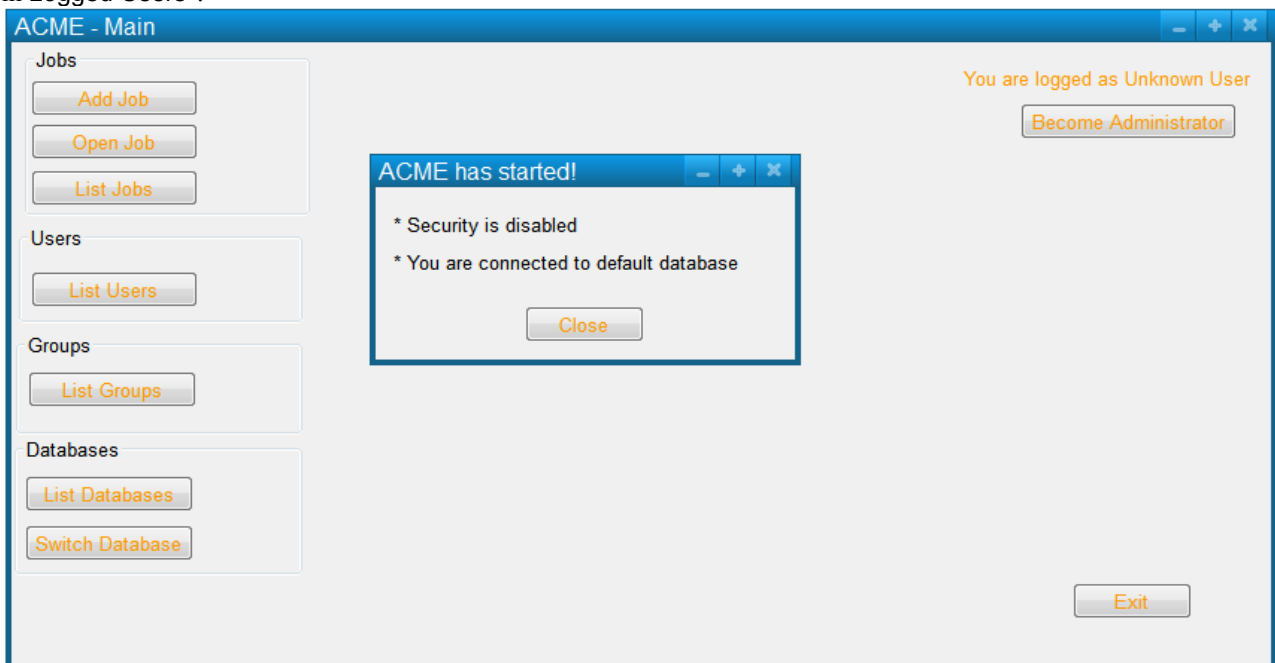 Logged Users
ACME - Main
Jobs
Add Job
Open Job
List Jobs
Users
List Users
Groups
List Groups
Databases
List Databases
Switch Database
You are logged as Unknown User
Become Administrator
ACME has started!
* Security is disabled
* You are connected to default database
Close
Exit